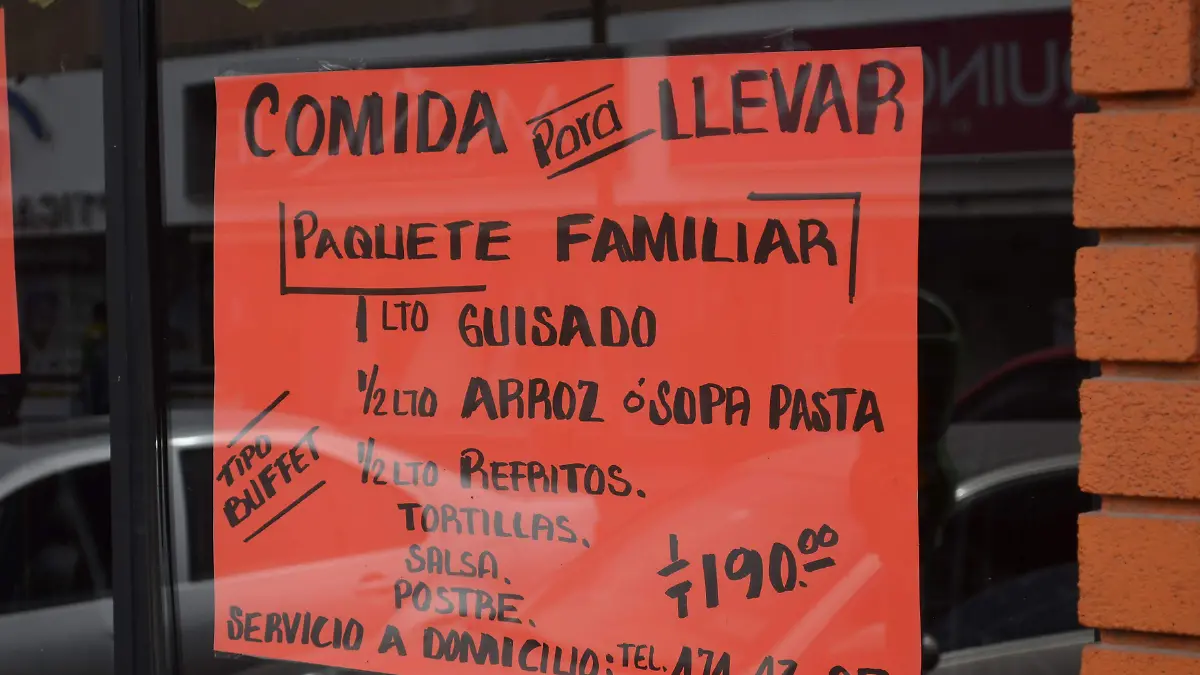 COMIDA Para LLEVAR
PAQUETE FAMILIAR
1 LTO GUISADO
1/2 LTO ARROZ ó SOPA PASTA
1/2 LTO REFRITOS.
TIPO
BUFFET
TORTILLAS.
SALSA.
POSTRE.
$190.00
SERVICIO A DOMICILIO: TEL.